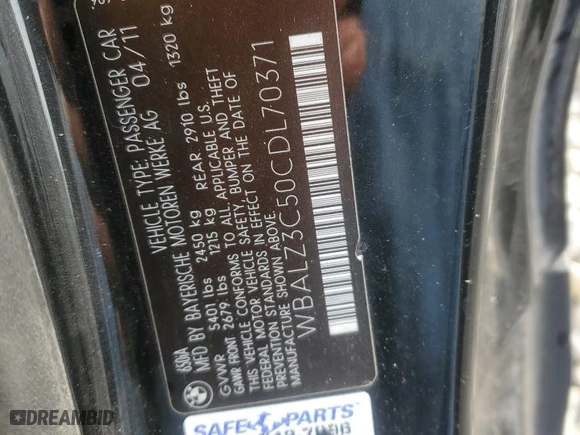 650iA
VEHICLE TYPE: PASSENGER CAR
MFD BY BAYERISCHE MOTOREN WERKE AG 04/11
GVWR 5401 lbs 2450 kg REAR 2910 lbs 1320 kg
GAWR FRONT 2679 lbs 1215 kg
THIS VEHICLE CONFORMS TO ALL APPLICABLE U.S.
FEDERAL MOTOR VEHICLE SAFETY, BUMPER AND THEFT
PREVENTION STANDARDS IN EFFECT ON THE DATE OF
MANUFACTURE SHOWN ABOVE.
WBALZ3C50CDL70371
SAFE PARTS
DREAMBID